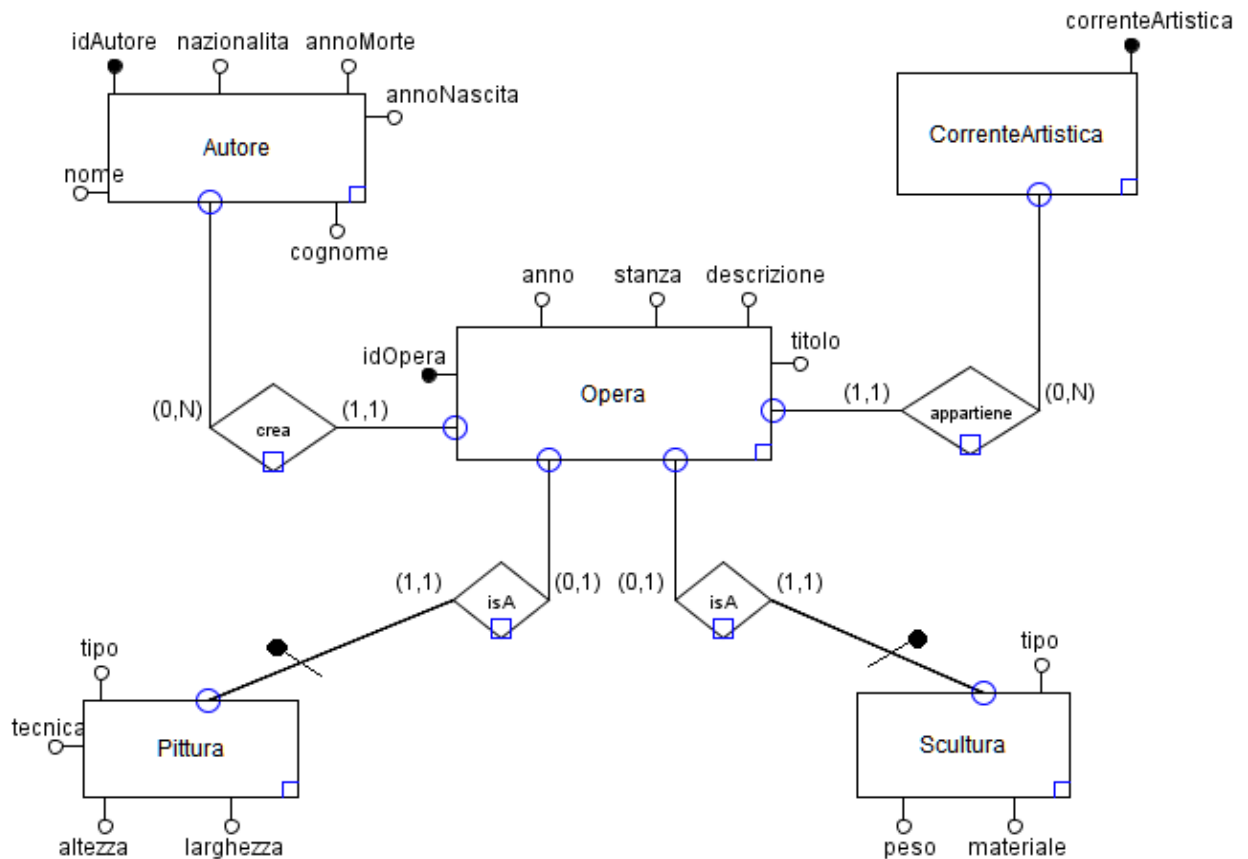 correnteArtistica
idAutore nazionalita annoMorte
annoNascita
Autore
CorrenteArtistica
nome
cognome
anno stanza descrizione
titolo
idOpera
Opera
(0,N) (1,1) (1,1) (0,N)
crea
appartiene
(1,1) (0,1) (0,1) (1,1)
isA isA
tipo tipo
tecnica
Pittura Scultura
altezza larghezza peso materiale